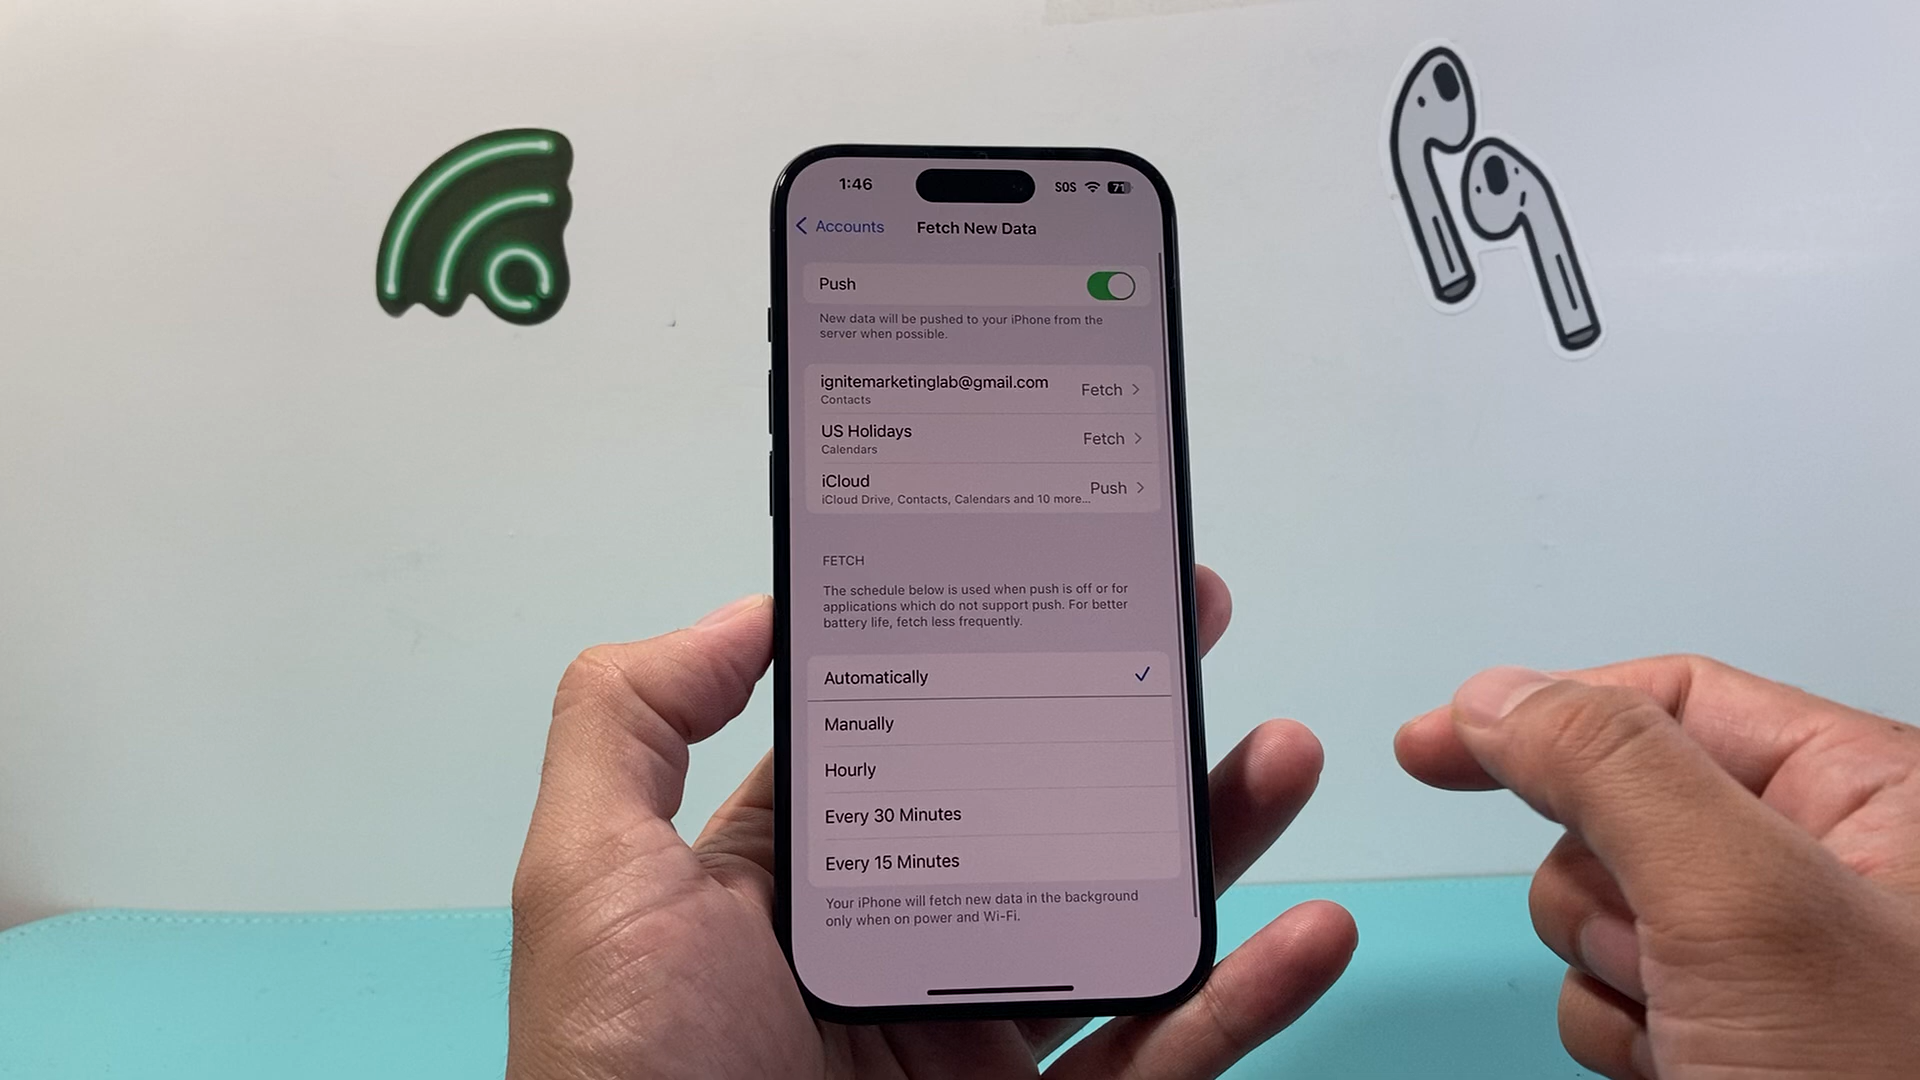 1:46
SOS
71
Accounts
Fetch New Data
Push
New data will be pushed to your iPhone from the
server when possible.
ignitemarketinglab@gmail.com
Contacts
Fetch
US Holidays
Calendars
Fetch
iCloud
iCloud Drive, Contacts, Calendars and 10 more...
Push
FETCH
The schedule below is used when push is off or for
applications which do not support push. For better
battery life, fetch less frequently.
Automatically
Manually
Hourly
Every 30 Minutes
Every 15 Minutes
Your iPhone will fetch new data in the background
only when on power and Wi-Fi.